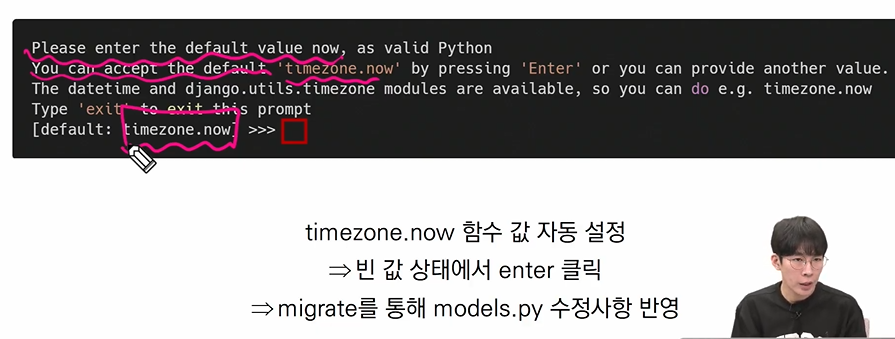 Please enter the default value now, as valid Python
You can accept the default 'timezone.now' by pressing 'Enter' or you can provide another value.
The datetime and django.utils.timezone modules are available, so you can do e.g. timezone.now
Type 'exit' to exit this prompt
[default: timezone.now] >>>
timezone.now 함수 값 자동 설정
⇒빈 값 상태에서 enter 클릭
⇒migrate를 통해 models.py 수정사항 반영